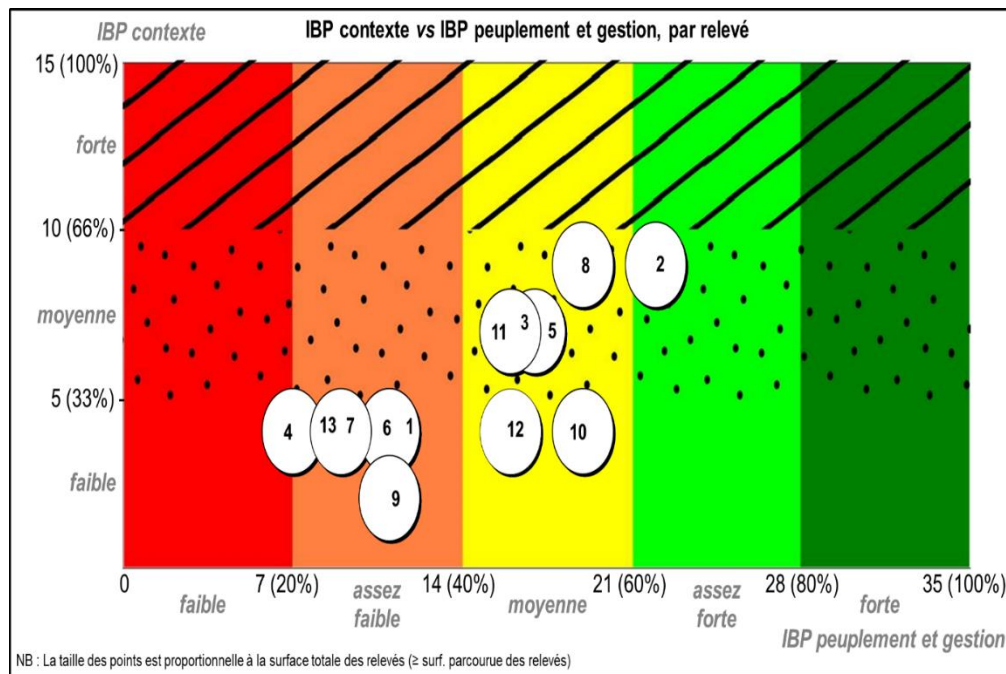 IBP contexte
IBP contexte vs IBP peuplement et gestion, par relevé
15 (100%)
forte
10 (66%)
8
2
moyenne
11
3
5
5 (33%)
4
13
7
6
1
12
10
faible
9
0
7 (20%)
14 (40%)
21 (60%)
28 (80%)
35 (100%)
faible
assez
faible
moyenne
assez
forte
forte
IBP peuplement et gestion
NB : La taille des points est proportionnelle à la surface totale des relevés (≥ surf. parcourue des relevés)